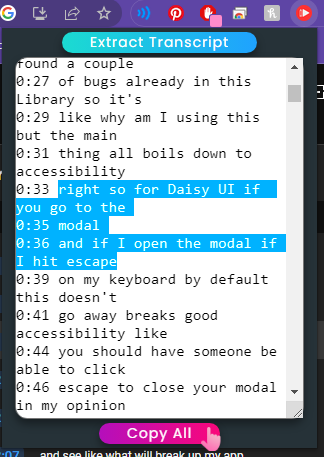 Extract Transcript
found a couple
0:27 of bugs already in this
Library so it's
0:29 like why am I using this
but the main
0:31 thing all boils down to
accessibility
0:33 right so for Daisy UI if
you go to the
0:35 modal
0:36 and if I open the modal if
I hit escape
0:39 on my keyboard by default
this doesn't
0:41 go away breaks good
accessibility like
0:44 you should have someone be
able to click
0:46 escape to close your modal
in my opinion
Copy All
:07 and see like what will break up my app